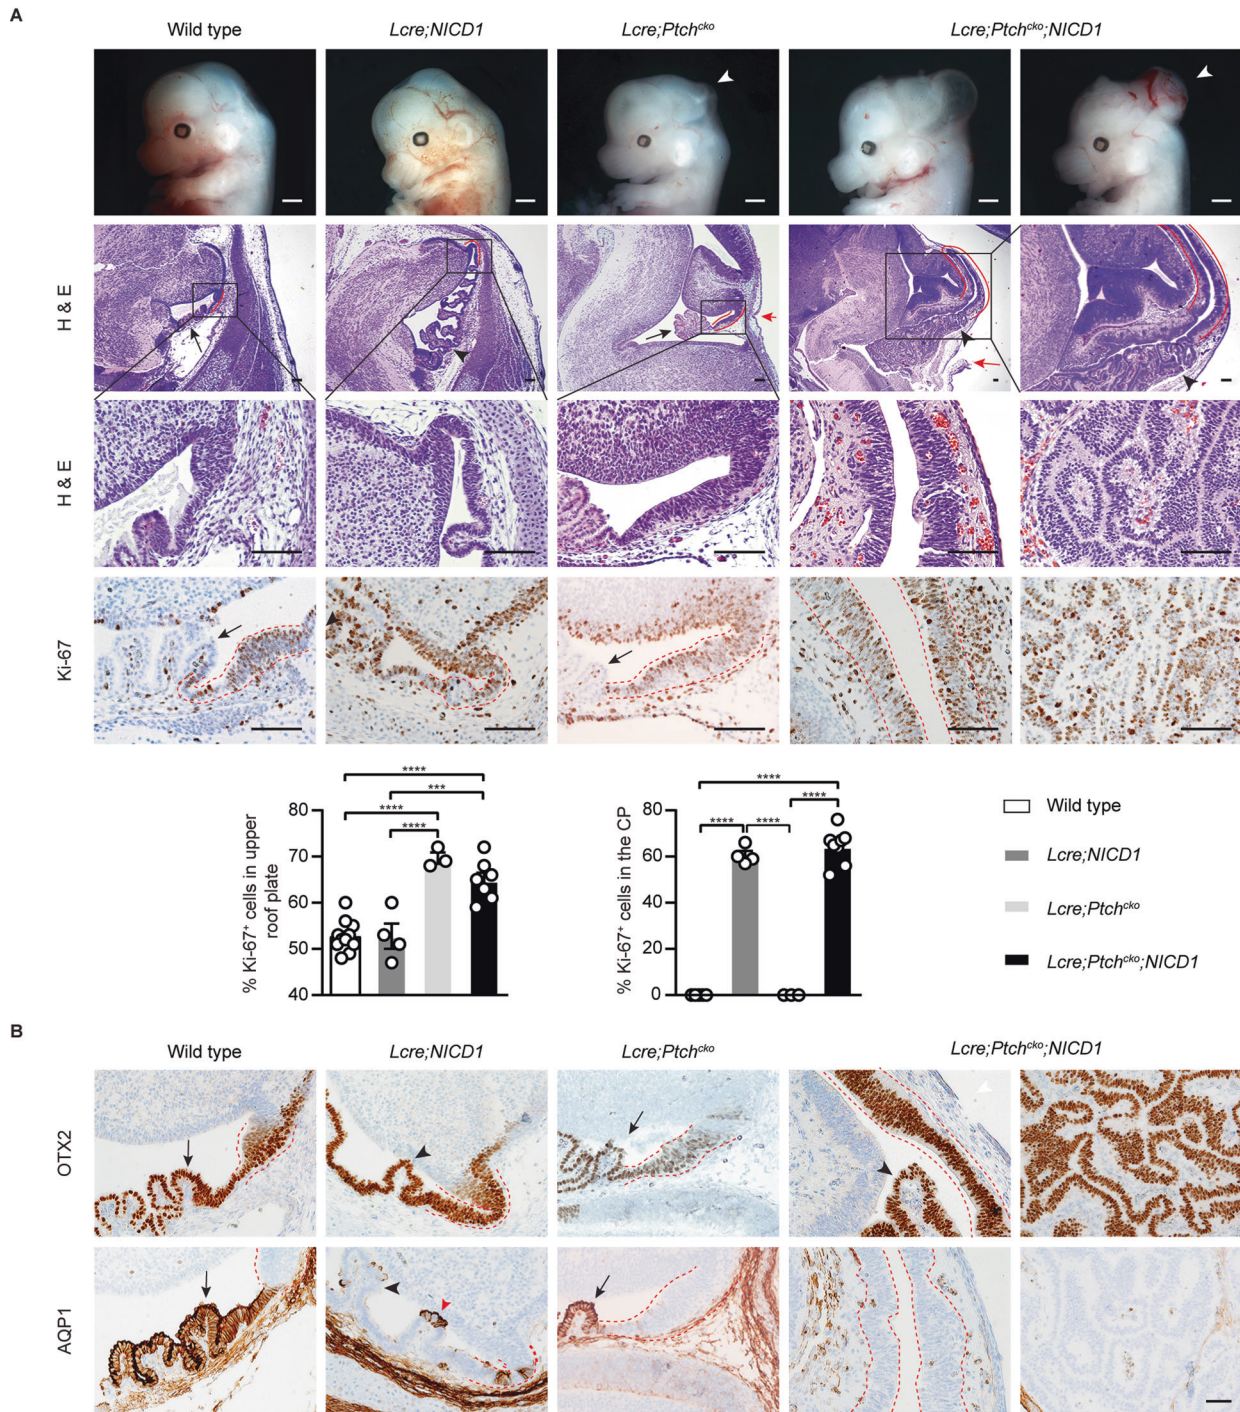 A
Wild type
Lcre;NICD1
Lcre;Ptchcko
Lcre;Ptchcko;NICD1
H & E
H & E
Ki-67
****
***
****
****
80
70
60
50
40
% Ki-67+ cells in upper
roof plate
****
****
**** ****
80
60
40
20
0
% Ki-67+ cells in the CP
Wild type
Lcre;NICD1
Lcre;Ptchcko
Lcre;Ptchcko;NICD1
B
Wild type
Lcre;NICD1
Lcre;Ptchcko
Lcre;Ptchcko;NICD1
OTX2
AQP1